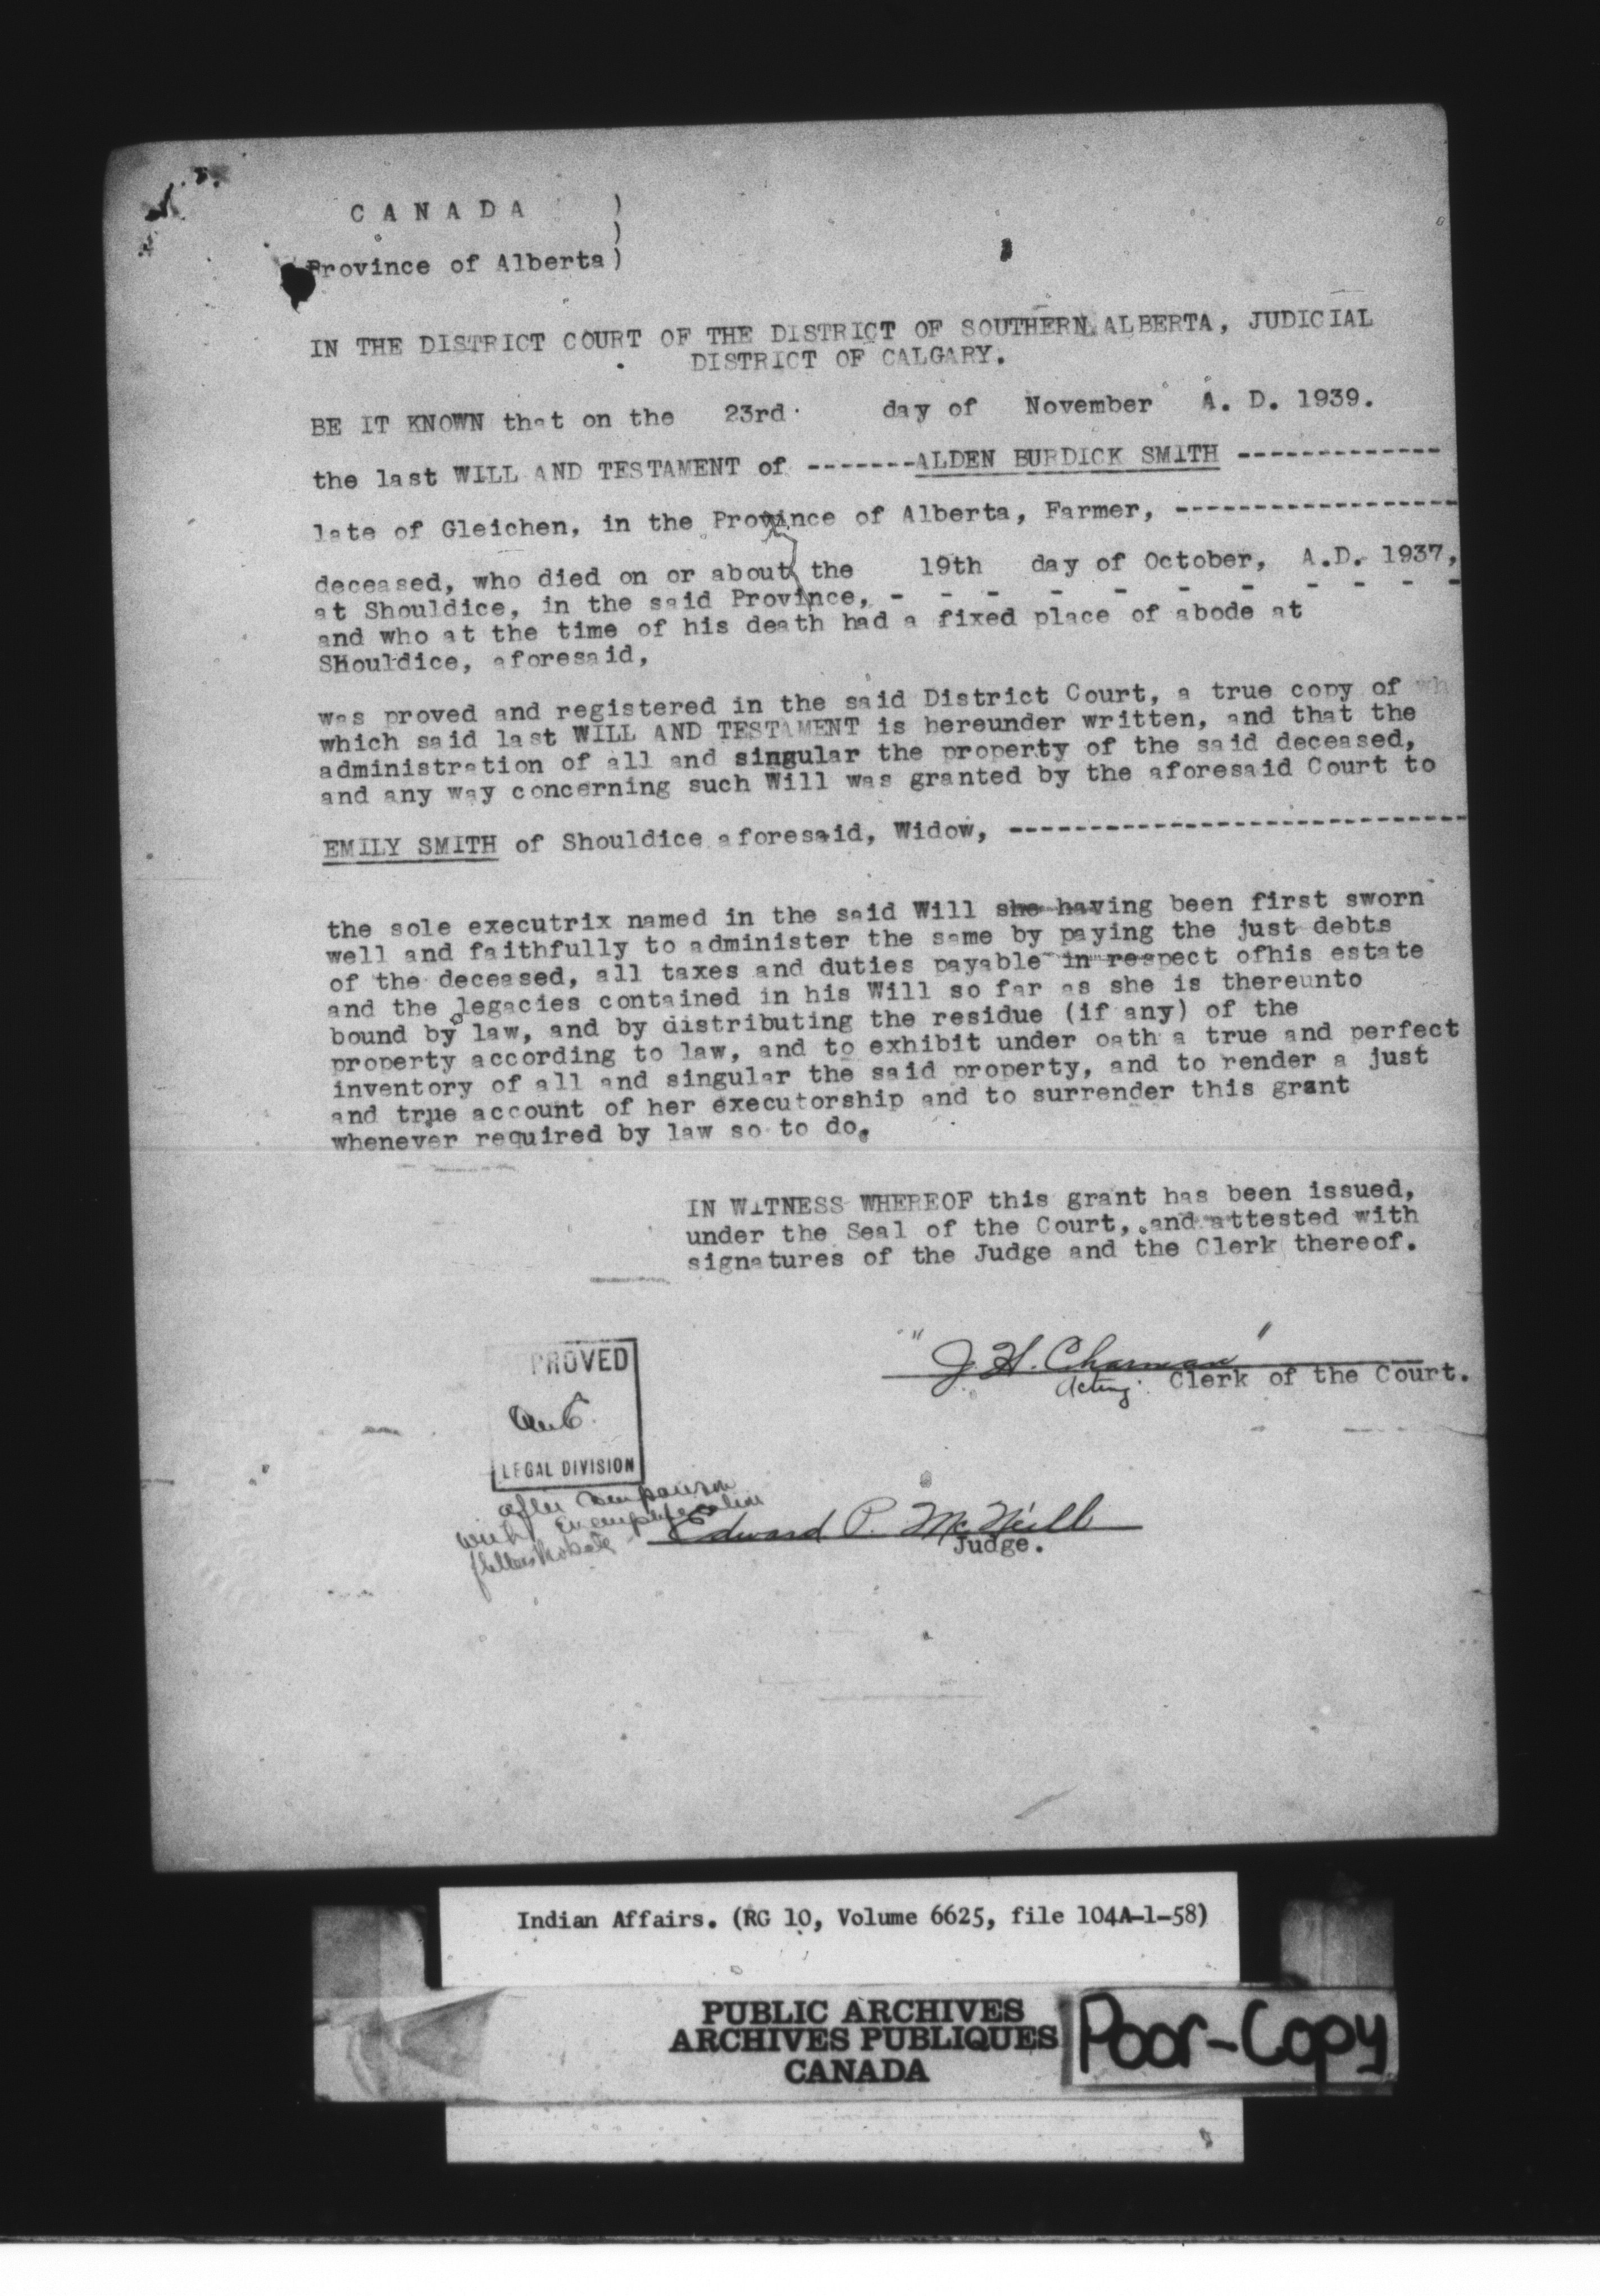 C A N A D A )
)
Province of Alberta)
IN THE DISTRICT COURT OF THE DISTRICT OF SOUTHERN ALBERTA, JUDICIAL
DISTRICT OF CALGARY.
BE IT KNOWN that on the 23rd day of November A. D. 1939.
the last WILL AND TESTAMENT of -------ALDEN BURDICK SMITH -------------
late of Gleichen, in the Province of Alberta, Farmer, ------------------
deceased, who died on or about the 19th day of October, A.D. 1937,
at Shouldice, in the said Province, - - - - - - - - - -
and who at the time of his death had a fixed place of abode at
Shouldice, aforesaid,
was proved and registered in the said District Court, a true copy of wh
which said last WILL AND TESTAMENT is hereunder written, and that the
administration of all and singular the property of the said deceased,
and any way concerning such Will was granted by the aforesaid Court to
EMILY SMITH of Shouldice aforesaid, Widow, -----------------------------
the sole executrix named in the said Will she having been first sworn
well and faithfully to administer the same by paying the just debts
of the deceased, all taxes and duties payable in respect ofhis estate
and the legacies contained in his Will so far as she is thereunto
bound by law, and by distributing the residue (if any) of the
property according to law, and to exhibit under oath a true and perfect
inventory of all and singular the said property, and to render a just
and true account of her executorship and to surrender this grant
whenever required by law so to do.
IN WITNESS WHEREOF this grant has been issued,
under the Seal of the Court, and attested with
signatures of the Judge and the Clerk thereof.
"J. H. Charman"
Acting Clerk of the Court.
APPROVED
LEGAL DIVISION
after comparison
with Exemplification
Edward P. McNeill
Judge.
Indian Affairs. (RG 10, Volume 6625, file 104A-1-58)
PUBLIC ARCHIVES
ARCHIVES PUBLIQUES
CANADA
Poor-Copy